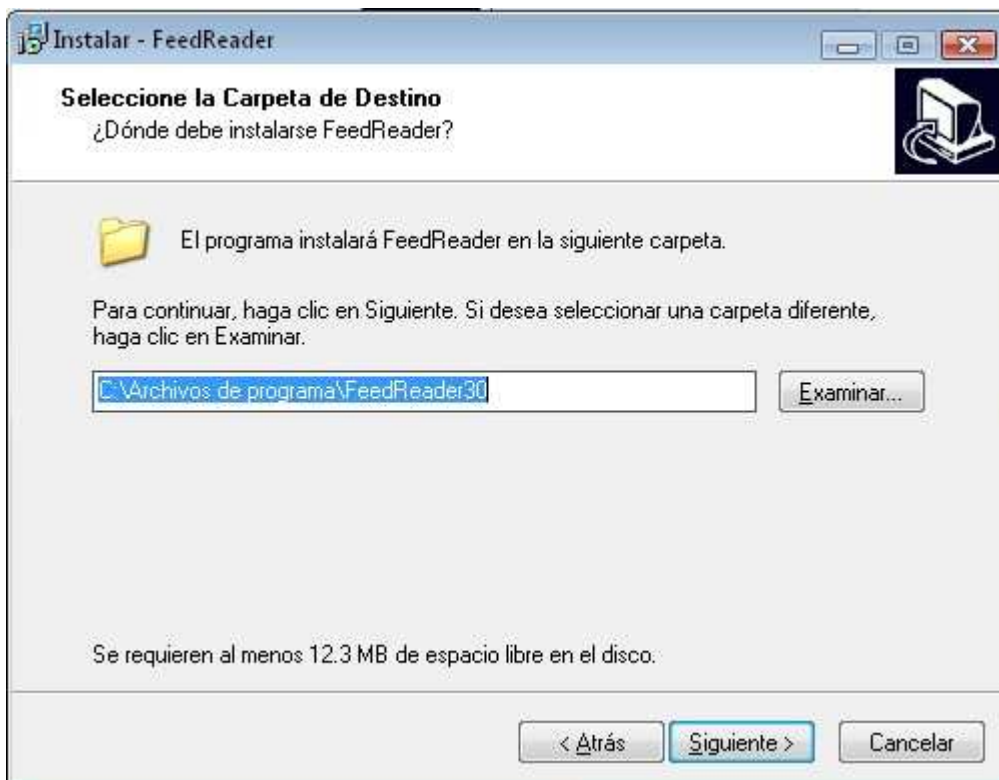 Instalar - FeedReader
Seleccione la Carpeta de Destino
¿Dónde debe instalarse FeedReader?
El programa instalará FeedReader en la siguiente carpeta.
Para continuar, haga clic en Siguiente. Si desea seleccionar una carpeta diferente,
haga clic en Examinar.
C:\Archivos de programa\FeedReader30
Examinar...
Se requieren al menos 12.3 MB de espacio libre en el disco.
< Atrás
Siguiente >
Cancelar